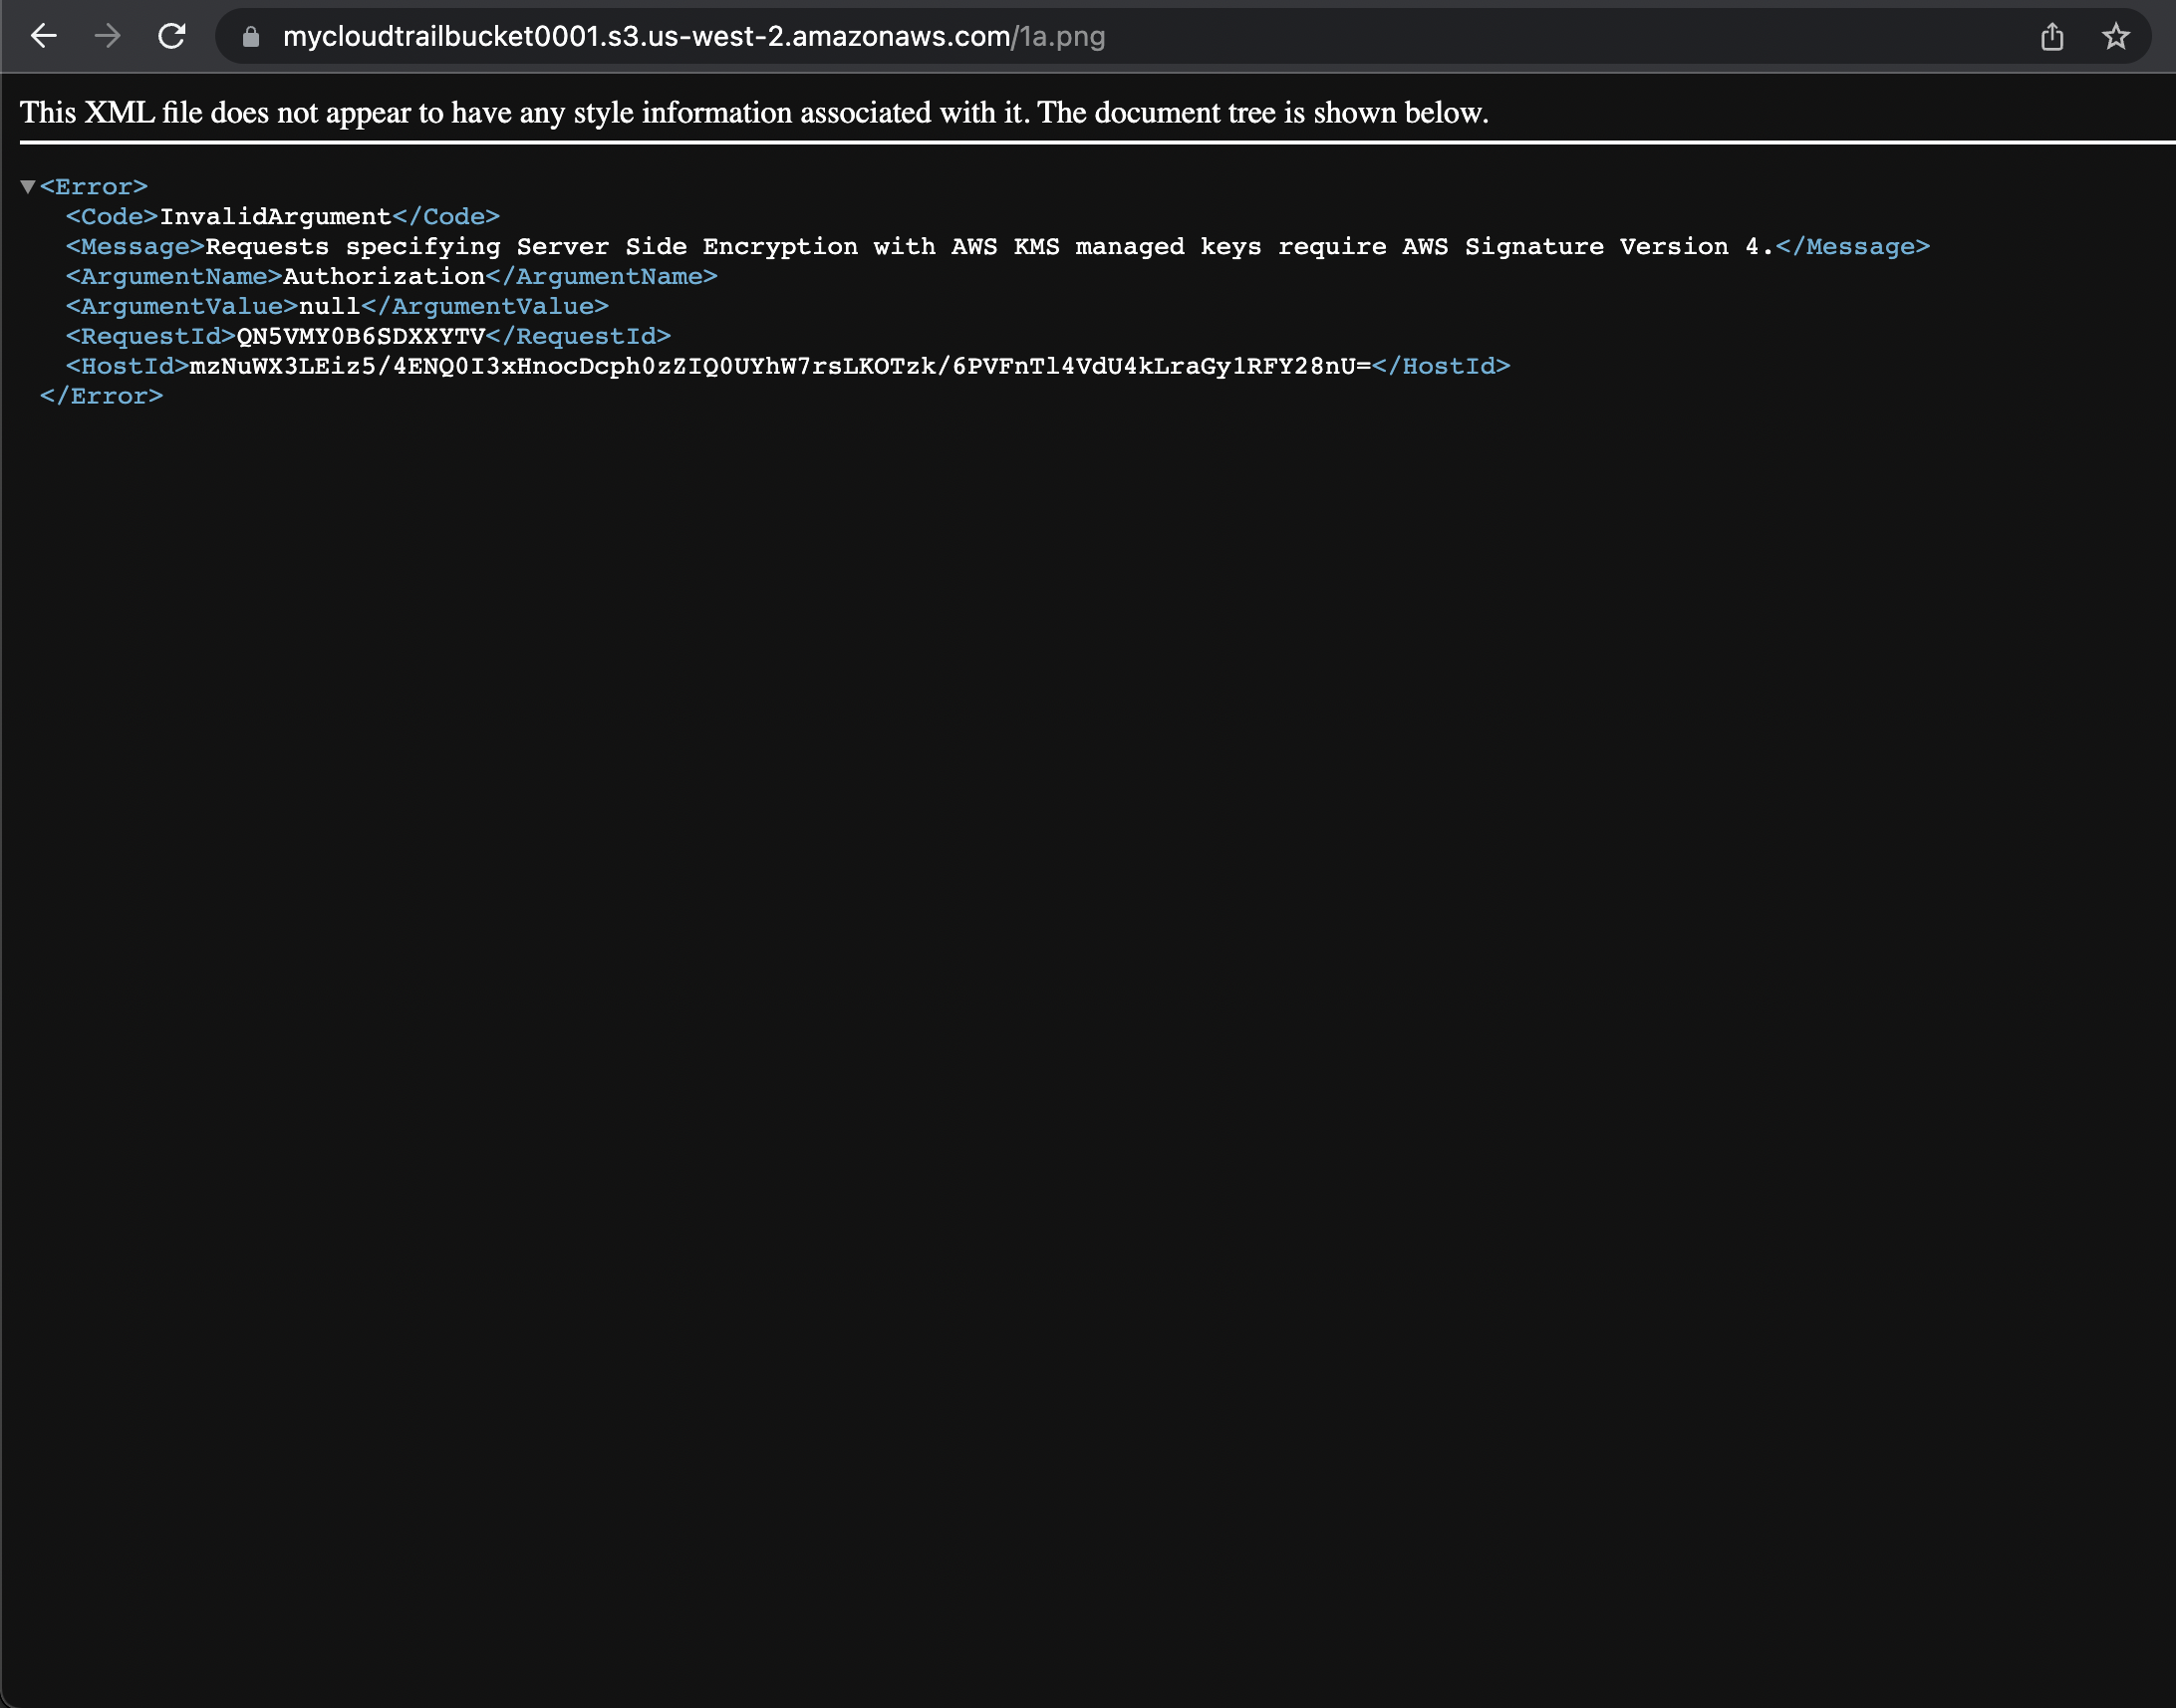 mycloudtrailbucket0001.s3.us-west-2.amazonaws.com/1a.png
This XML file does not appear to have any style information associated with it. The document tree is shown below.
<Error>
<Code>InvalidArgument</Code>
<Message>Requests specifying Server Side Encryption with AWS KMS managed keys require AWS Signature Version 4.</Message>
<ArgumentName>Authorization</ArgumentName>
<ArgumentValue>null</ArgumentValue>
<RequestId>QN5VMY0B6SDXXYTV</RequestId>
<HostId>mzNuWX3LEiz5/4ENQ0I3xHnocDcph0zZIQ0UYhW7rsLKOTzk/6PVFnTl4VdU4kLraGy1RFY28nU=</HostId>
</Error>